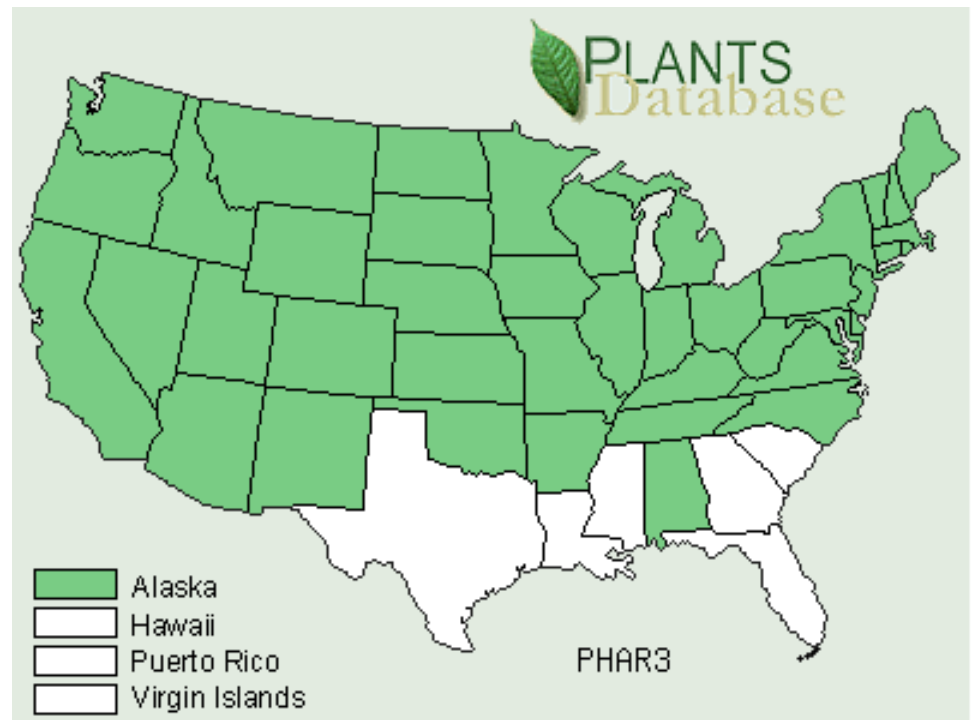 PLANTS
Database
Alaska
Hawaii
Puerto Rico
Virgin Islands
PHAR3